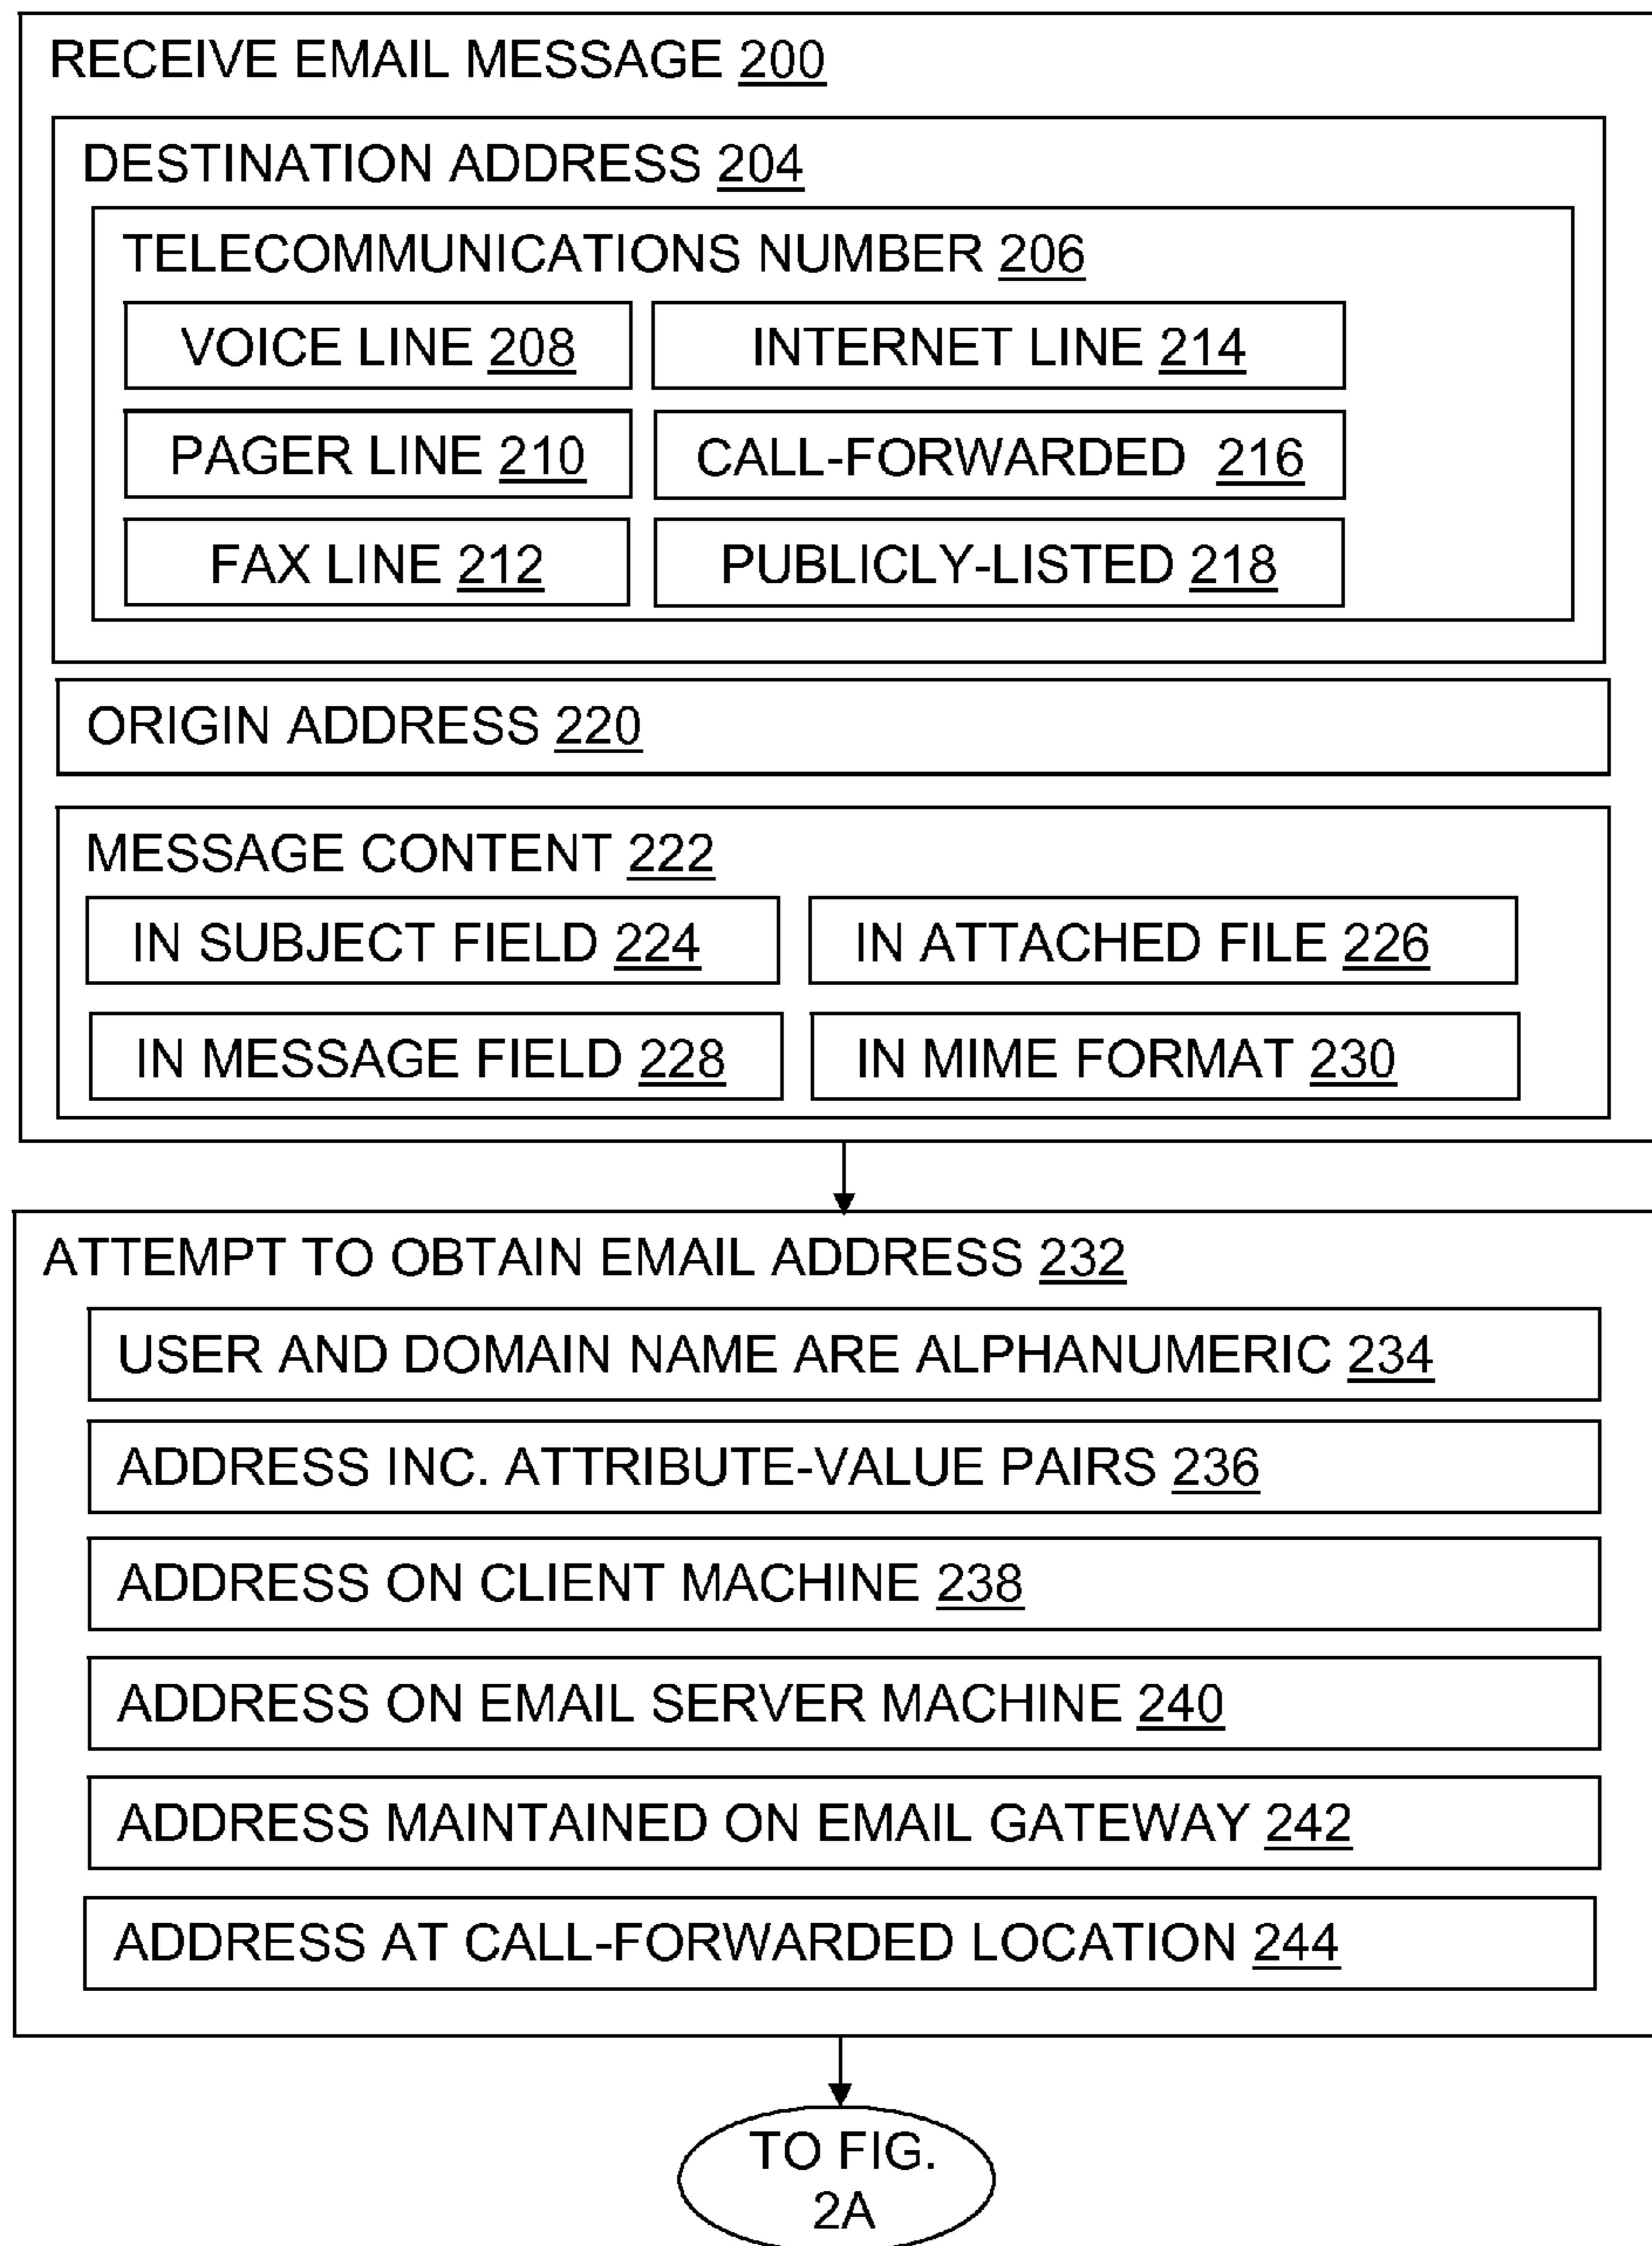 RECEIVE EMAIL MESSAGE 200
DESTINATION ADDRESS 204
TELECOMMUNICATIONS NUMBER 206
VOICE LINE 208
INTERNET LINE 214
PAGER LINE 210
CALL-FORWARDED 216
FAX LINE 212
PUBLICLY-LISTED 218
ORIGIN ADDRESS 220
MESSAGE CONTENT 222
IN SUBJECT FIELD 224
IN ATTACHED FILE 226
IN MESSAGE FIELD 228
IN MIME FORMAT 230
ATTEMPT TO OBTAIN EMAIL ADDRESS 232
USER AND DOMAIN NAME ARE ALPHANUMERIC 234
ADDRESS INC. ATTRIBUTE-VALUE PAIRS 236
ADDRESS ON CLIENT MACHINE 238
ADDRESS ON EMAIL SERVER MACHINE 240
ADDRESS MAINTAINED ON EMAIL GATEWAY 242
ADDRESS AT CALL-FORWARDED LOCATION 244
TO FIG.
2A